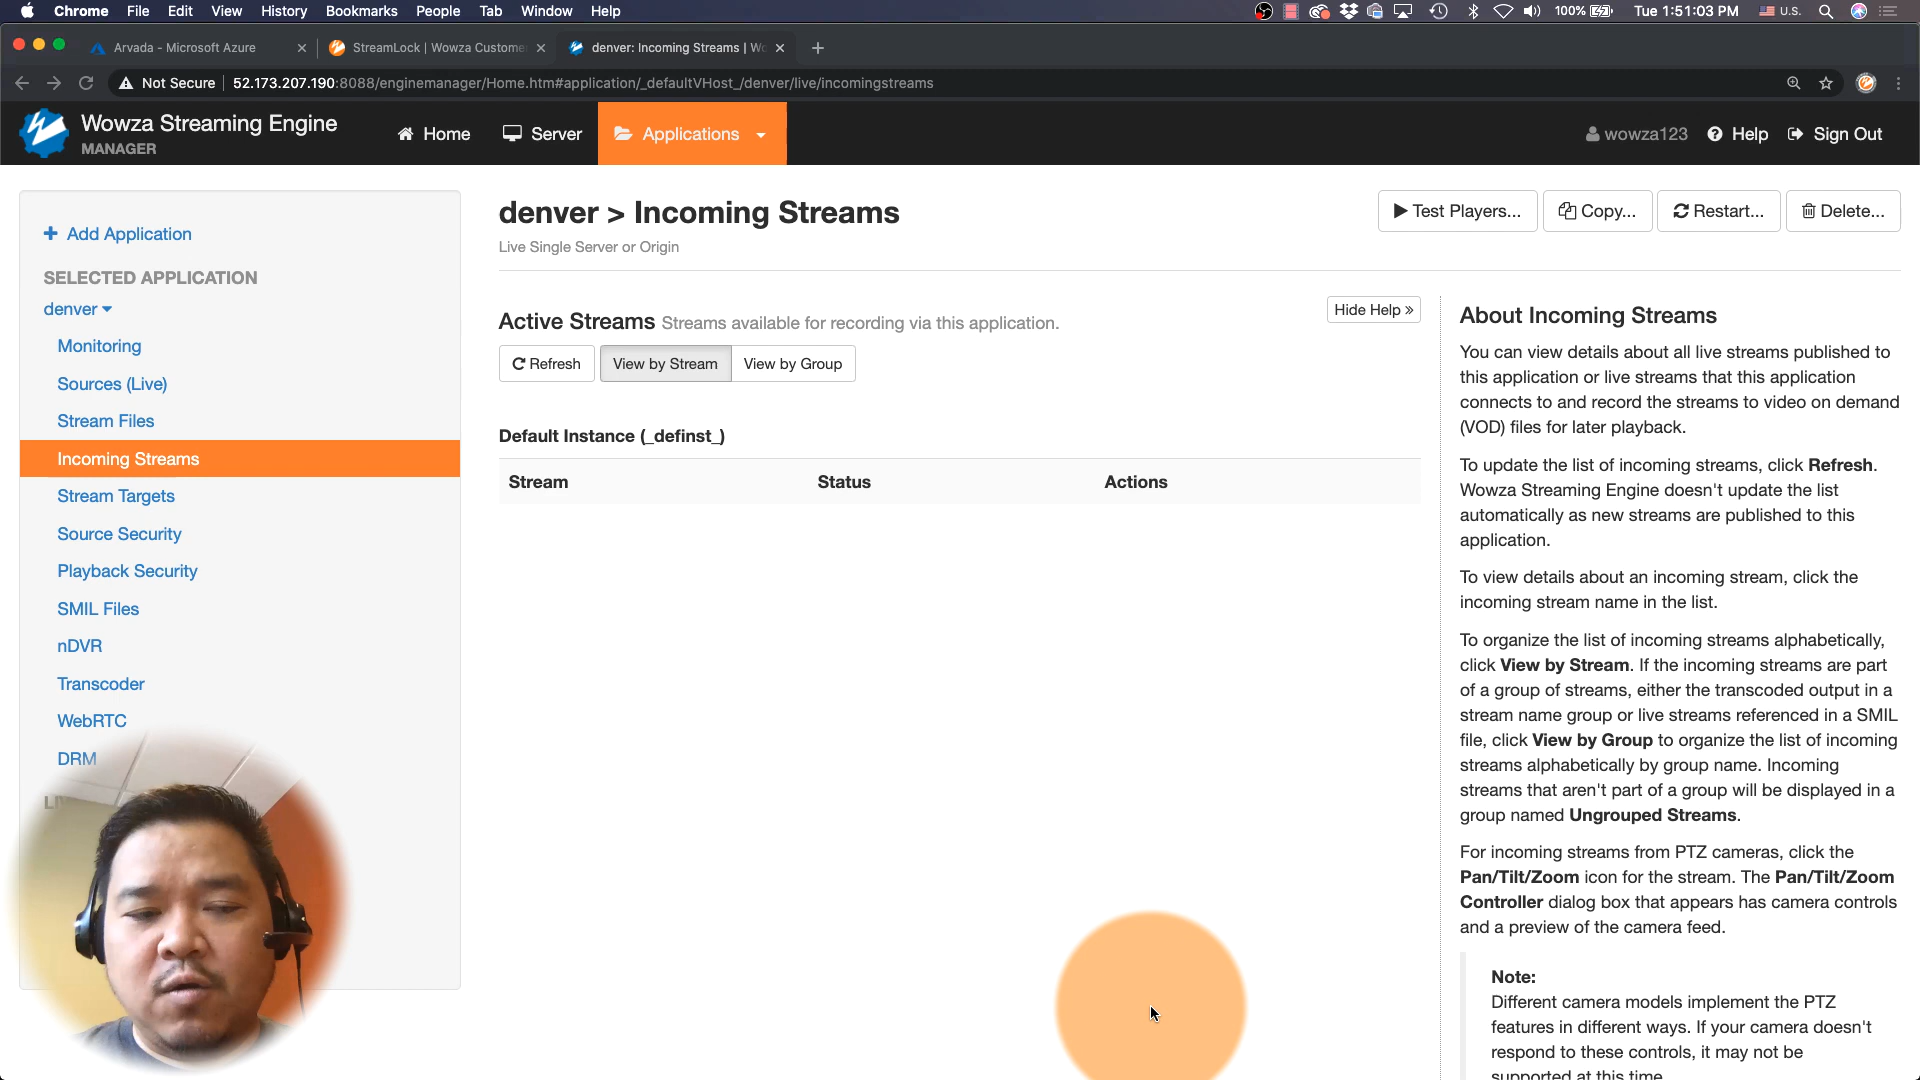 Chrome File Edit View History Bookmarks People Tab Window Help 100% Tue 1:51:03 PM U.S.
Arvada - Microsoft Azure StreamLock | Wowza Custome denver: Incoming Streams | Wo
Not Secure 52.173.207.190:8088/enginemanager/Home.htm#application/_defaultVHost_/denver/live/incomingstreams
Wowza Streaming Engine
MANAGER
Home Server Applications wowza123 Help Sign Out
Add Application
SELECTED APPLICATION
denver
Monitoring
Sources (Live)
Stream Files
Incoming Streams
Stream Targets
Source Security
Playback Security
SMIL Files
nDVR
Transcoder
WebRTC
DRM
denver > Incoming Streams
Live Single Server or Origin
Test Players... Copy... Restart... Delete...
Active Streams Streams available for recording via this application.
Hide Help »
Refresh View by Stream View by Group
Default Instance (_definst_)
Stream Status Actions
About Incoming Streams
You can view details about all live streams published to
this application or live streams that this application
connects to and record the streams to video on demand
(VOD) files for later playback.
To update the list of incoming streams, click Refresh.
Wowza Streaming Engine doesn't update the list
automatically as new streams are published to this
application.
To view details about an incoming stream, click the
incoming stream name in the list.
To organize the list of incoming streams alphabetically,
click View by Stream. If the incoming streams are part
of a group of streams, either the transcoded output in a
stream name group or live streams referenced in a SMIL
file, click View by Group to organize the list of incoming
streams alphabetically by group name. Incoming
streams that aren't part of a group will be displayed in a
group named Ungrouped Streams.
For incoming streams from PTZ cameras, click the
Pan/Tilt/Zoom icon for the stream. The Pan/Tilt/Zoom
Controller dialog box that appears has camera controls
and a preview of the camera feed.
Note:
Different camera models implement the PTZ
features in different ways. If your camera doesn't
respond to these controls, it may not be
supported at this time.